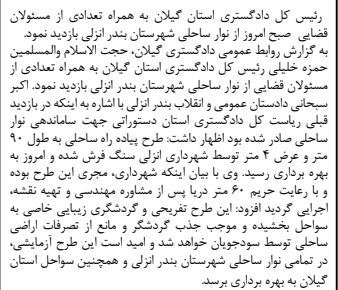 رئیس کل دادگستری استان گیلان به همراه تعدادی از مسئولان
قضایی صبح امروز از نوار ساحلی شهرستان بندر انزلی بازدید نمود.
به گزارش روابط عمومی دادگستری گیلان، حجت الاسلام والمسلمین
حمزه خلیلی رئیس کل دادگستری استان گیلان به همراه تعدادی از
مسئولان قضایی از نوار ساحلی شهرستان بندر انزلی بازدید نمود. اکبر
سبحانی دادستان عمومی و انقلاب بندر انزلی با اشاره به اینکه در بازدید
قبلی ریاست کل دادگستری استان دستوراتی جهت ساماندهی نوار
ساحلی صادر شده بود اظهار داشت: طرح پیاده راه ساحلی به طول ۹۰
متر و عرض ۴ متر توسط شهرداری انزلی سنگ فرش شده و امروز به
بهره برداری رسید. وی با بیان اینکه شهرداری، مجری این طرح بوده
و با رعایت حریم ۶۰ متر دریا پس از مشاوره مهندسی و تهیه نقشه،
اجرایی گردید افزود: این طرح تفریحی و گردشگری زیبایی خاصی به
سواحل بخشیده و موجب جذب گردشگر و مانع از تصرفات اراضی
ساحلی توسط سودجویان خواهد شد و امید است این طرح آزمایشی،
در تمامی نوار ساحلی شهرستان بندر انزلی و همچنین سواحل استان
گیلان به بهره برداری برسد.